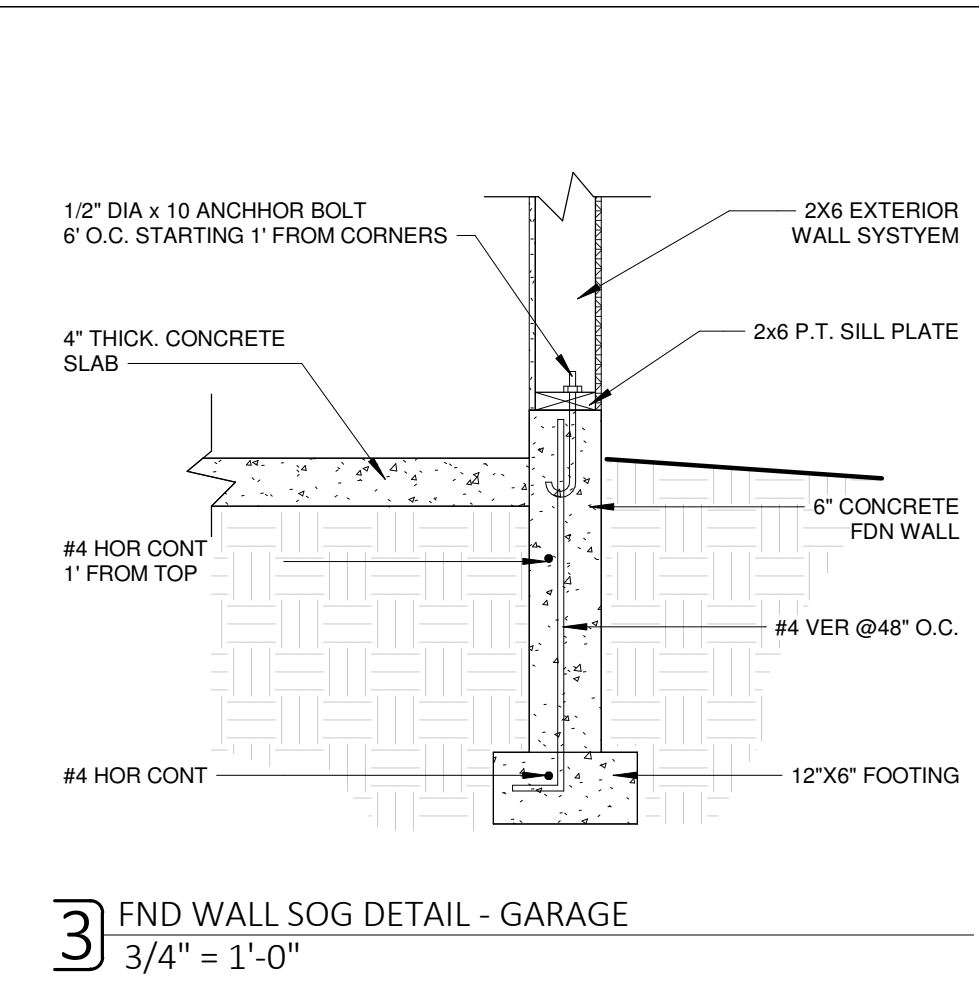 1/2" DIA x 10 ANCHHOR BOLT
6' O.C. STARTING 1' FROM CORNERS
2X6 EXTERIOR
WALL SYSTYEM
4" THICK. CONCRETE
SLAB
2x6 P.T. SILL PLATE
6" CONCRETE
FDN WALL
#4 HOR CONT
1' FROM TOP
#4 VER @48" O.C.
#4 HOR CONT
12"X6" FOOTING
3
FND WALL SOG DETAIL - GARAGE
3/4" = 1'-0"